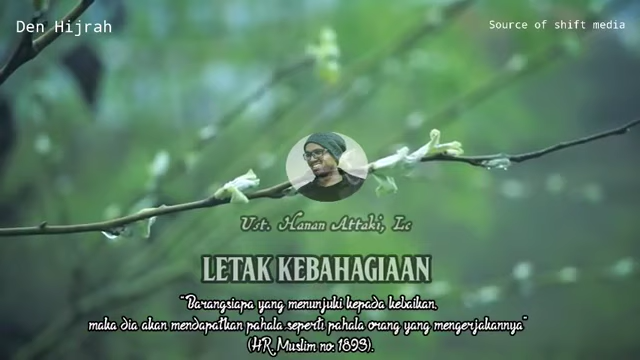 Den Hijrah
Source of shift media
Ust. Hanan Attaki, Lc
LETAK KEBAHAGIAAN
"Barangsiapa yang menunjuki kepada kebaikan,
maka dia akan mendapatkan pahala seperti pahala orang yang mengerjakannya"
(HR. Muslim no. 1893).